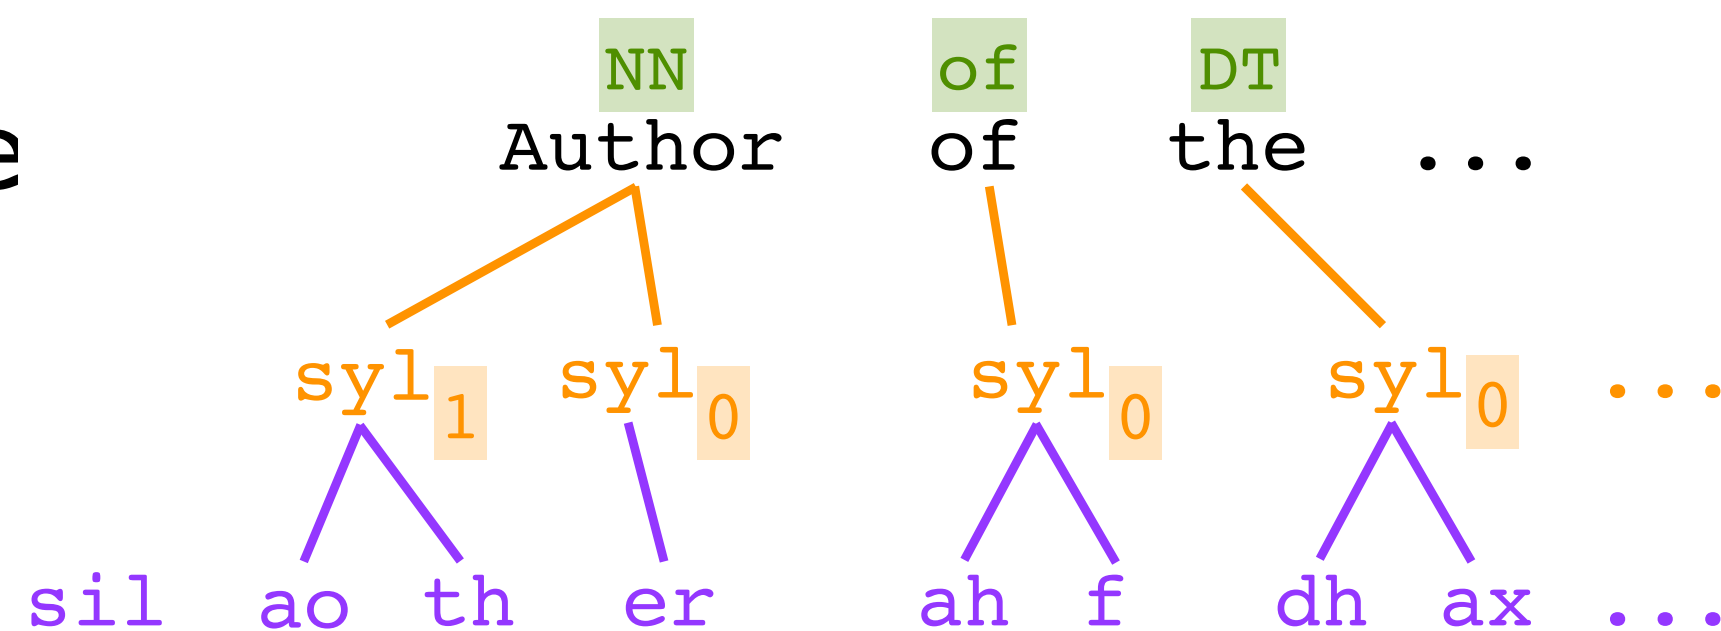 NN of DT
e Author of the ...
syl1 syl0 syl0 syl0 ...
sil ao th er ah f dh ax ...